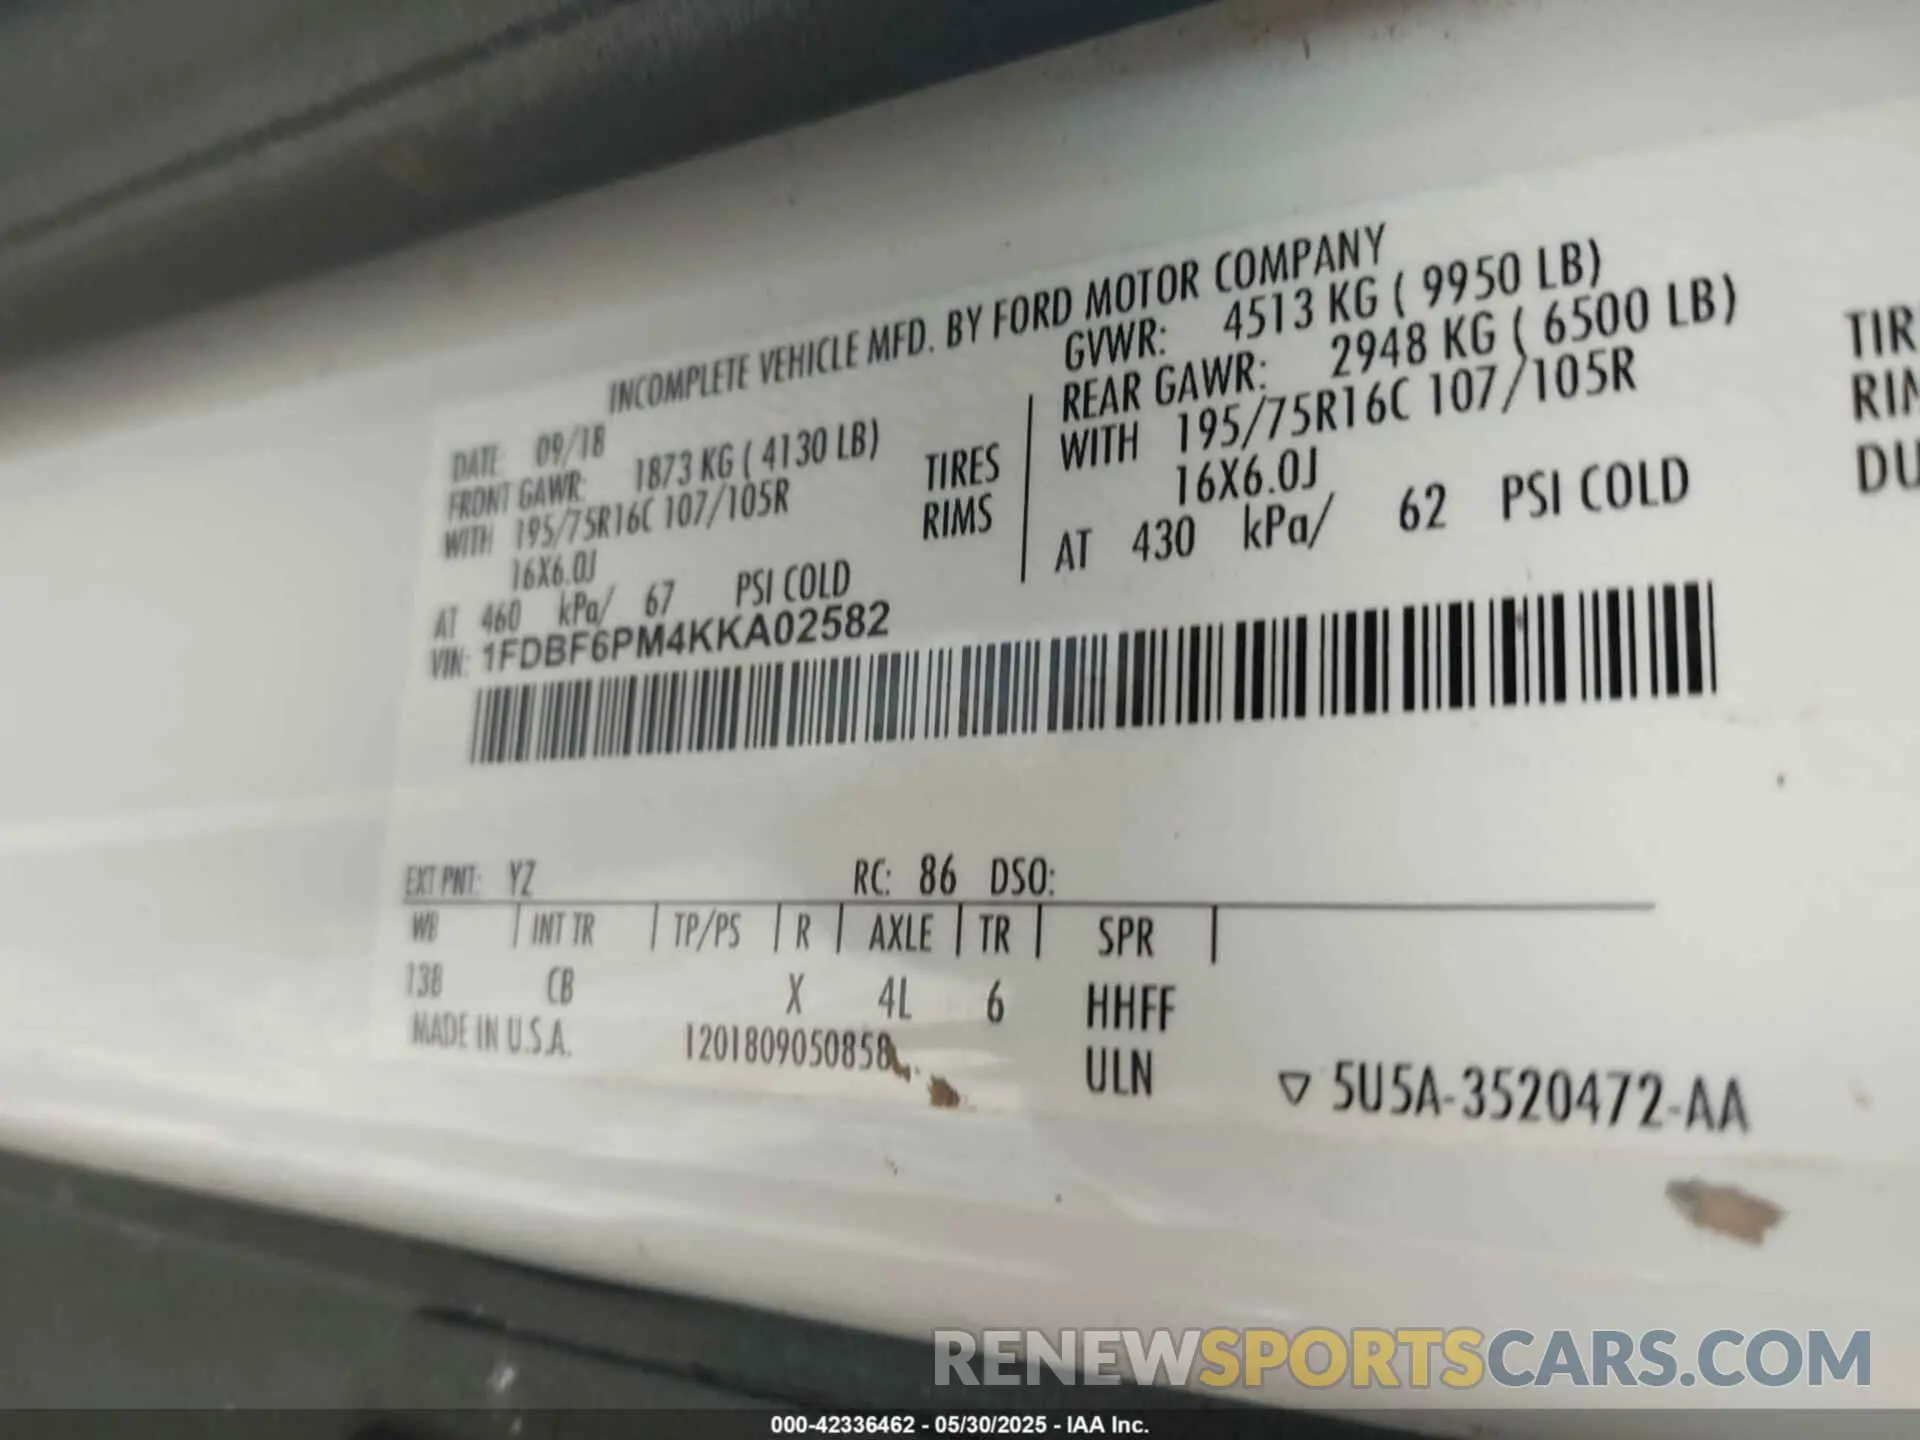 INCOMPLETE VEHICLE MFD. BY FORD MOTOR COMPANY
DATE 09/18 GVWR: 4513 KG ( 9950 LB)
FRONT GAWR: 1873 KG ( 4130 LB) REAR GAWR: 2948 KG ( 6500 LB)
WITH 195/75R16C 107/105R TIRES WITH 195/75R16C 107/105R TIR
16X6.0J RIMS 16X6.0J
AT 460 kPa/ 67 PSI COLD AT 430 kPa/ 62 PSI COLD DU
VIN: 1FDBF6PM4KKA02582
EXT PNT: YZ RC: 86 DSO:
WB | INT TR | TP/PS | R | AXLE | TR | SPR |
138 CB X 4L 6 HHFF
MADE IN U.S.A. 1201809050858 ULN ▽ 5U5A-3520472-AA
RENEWSPORTSCARS.COM
000-42336462 - 05/30/2025 - IAA Inc.